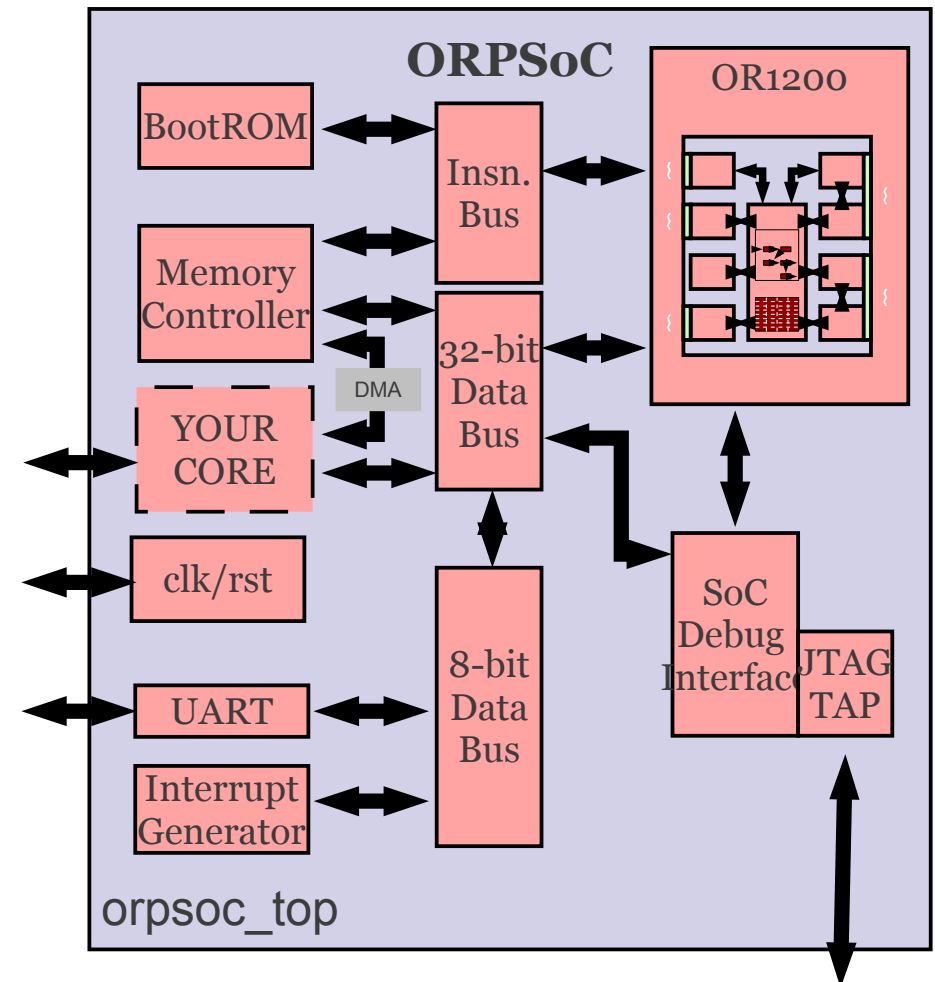 ORPSoC
OR1200
BootROM
Insn.
Bus
Memory
Controller
32-bit
Data
Bus
DMA
YOUR
CORE
clk/rst
SoC
Debug
Interface
JTAG
TAP
8-bit
Data
Bus
UART
Interrupt
Generator
orpsoc_top